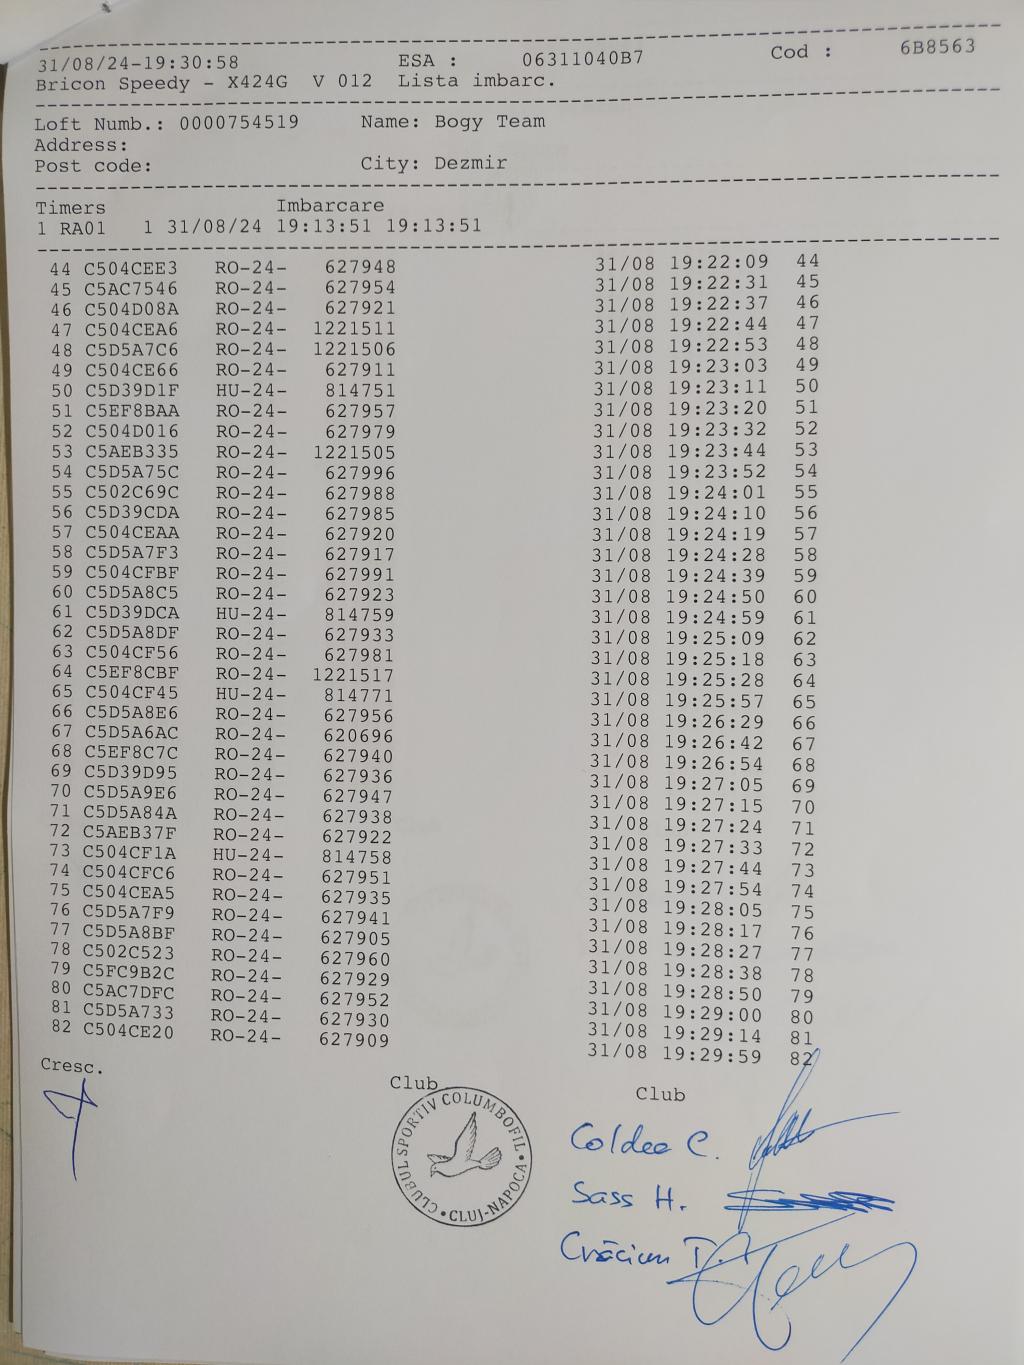 31/08/24-19:30:58 ESA : 06311040B7 Cod : 6B8563
Bricon Speedy - X424G V 012 Lista imbarc.
Loft Numb.: 0000754519 Name: Bogy Team
Address:
Post code: City: Dezmir
Timers Imbarcare
1 RA01 1 31/08/24 19:13:51 19:13:51
44 C504CEE3 RO-24- 627948 31/08 19:22:09 44
45 C5AC7546 RO-24- 627954 31/08 19:22:31 45
46 C504D08A RO-24- 627921 31/08 19:22:37 46
47 C504CEA6 RO-24- 1221511 31/08 19:22:44 47
48 C5D5A7C6 RO-24- 1221506 31/08 19:22:53 48
49 C504CE66 RO-24- 627911 31/08 19:23:03 49
50 C5D39D1F HU-24- 814751 31/08 19:23:11 50
51 C5EF8BAA RO-24- 627957 31/08 19:23:20 51
52 C504D016 RO-24- 627979 31/08 19:23:32 52
53 C5AEB335 RO-24- 1221505 31/08 19:23:44 53
54 C5D5A75C RO-24- 627996 31/08 19:23:52 54
55 C502C69C RO-24- 627988 31/08 19:24:01 55
56 C5D39CDA RO-24- 627985 31/08 19:24:10 56
57 C504CEAA RO-24- 627920 31/08 19:24:19 57
58 C5D5A7F3 RO-24- 627917 31/08 19:24:28 58
59 C504CFBF RO-24- 627991 31/08 19:24:39 59
60 C5D5A8C5 RO-24- 627923 31/08 19:24:50 60
61 C5D39DCA HU-24- 814759 31/08 19:24:59 61
62 C5D5A8DF RO-24- 627933 31/08 19:25:09 62
63 C504CF56 RO-24- 627981 31/08 19:25:18 63
64 C5EF8CBF RO-24- 1221517 31/08 19:25:28 64
65 C504CF45 HU-24- 814771 31/08 19:25:57 65
66 C5D5A8E6 RO-24- 627956 31/08 19:26:29 66
67 C5D5A6AC RO-24- 620696 31/08 19:26:42 67
68 C5EF8C7C RO-24- 627940 31/08 19:26:54 68
69 C5D39D95 RO-24- 627936 31/08 19:27:05 69
70 C5D5A9E6 RO-24- 627947 31/08 19:27:15 70
71 C5D5A84A RO-24- 627938 31/08 19:27:24 71
72 C5AEB37F RO-24- 627922 31/08 19:27:33 72
73 C504CF1A HU-24- 814758 31/08 19:27:44 73
74 C504CFC6 RO-24- 627951 31/08 19:27:54 74
75 C504CEA5 RO-24- 627935 31/08 19:28:05 75
76 C5D5A7F9 RO-24- 627941 31/08 19:28:17 76
77 C5D5A8BF RO-24- 627905 31/08 19:28:27 77
78 C502C523 RO-24- 627960 31/08 19:28:38 78
79 C5FC9B2C RO-24- 627929 31/08 19:28:50 79
80 C5AC7DFC RO-24- 627952 31/08 19:29:00 80
81 C5D5A733 RO-24- 627930 31/08 19:29:14 81
82 C504CE20 RO-24- 627909 31/08 19:29:59 82
Cresc. Club Club
CLUBUL SPORTIV COLUMBOFIL • CLUJ-NAPOCA •
Coldea C.
Sass H.
Crăciun T.